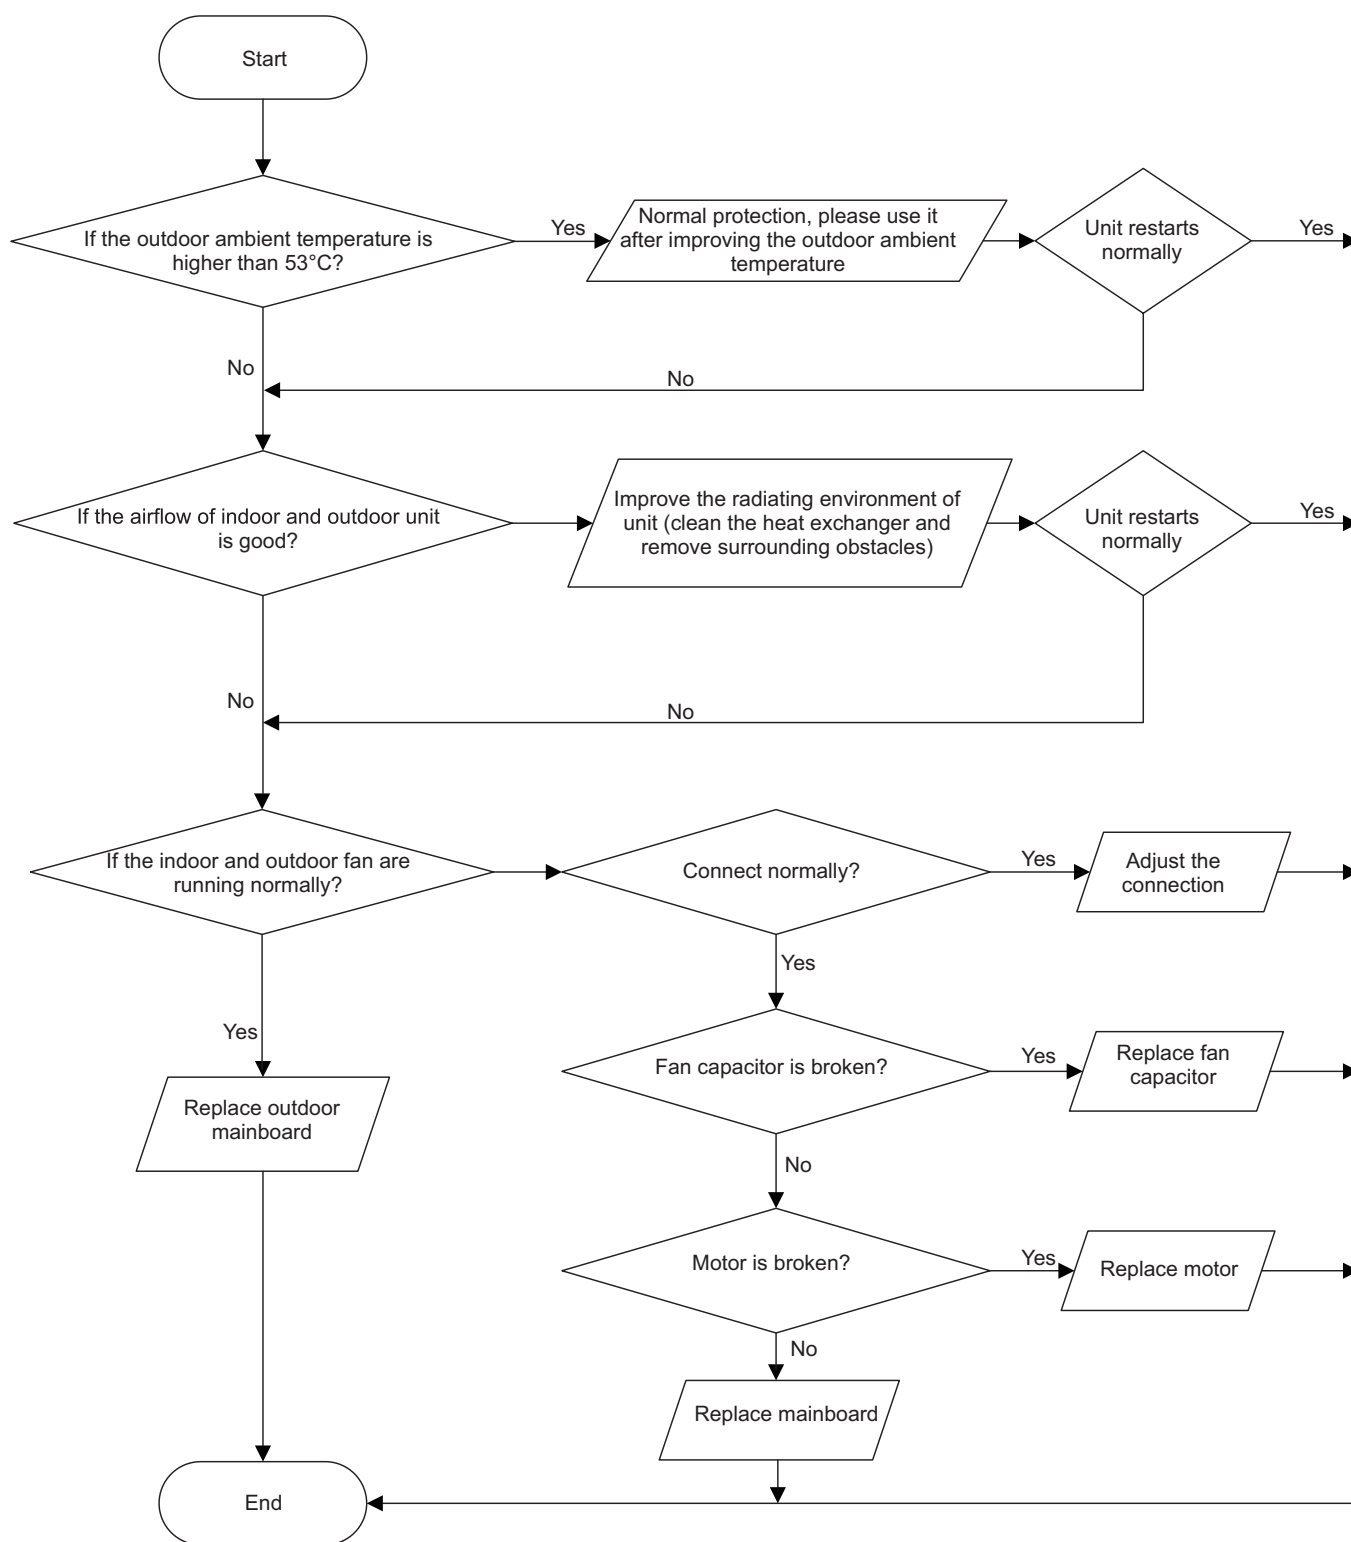 Start
If the outdoor ambient temperature is
higher than 53°C?
Yes
Normal protection, please use it
after improving the outdoor ambient
temperature
Unit restarts
normally
Yes
No
No
If the airflow of indoor and outdoor unit
is good?
Improve the radiating environment of
unit (clean the heat exchanger and
remove surrounding obstacles)
Unit restarts
normally
Yes
No
No
If the indoor and outdoor fan are
running normally?
Connect normally?
Yes
Adjust the
connection
Yes
Yes
Fan capacitor is broken?
Yes
Replace fan
capacitor
Replace outdoor
mainboard
No
Motor is broken?
Yes
Replace motor
No
Replace mainboard
End